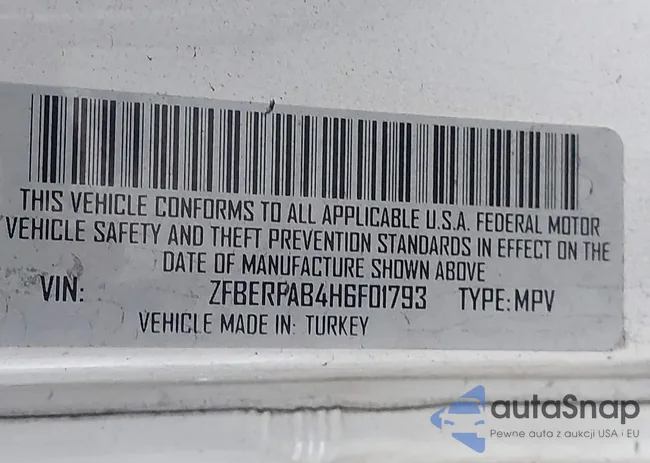 THIS VEHICLE CONFORMS TO ALL APPLICABLE U.S.A. FEDERAL MOTOR
VEHICLE SAFETY AND THEFT PREVENTION STANDARDS IN EFFECT ON THE
DATE OF MANUFACTURE SHOWN ABOVE
VIN: ZFBERPAB4H6F01793 TYPE: MPV
VEHICLE MADE IN: TURKEY
autaSnap
Pewne auta z aukcji USA i EU